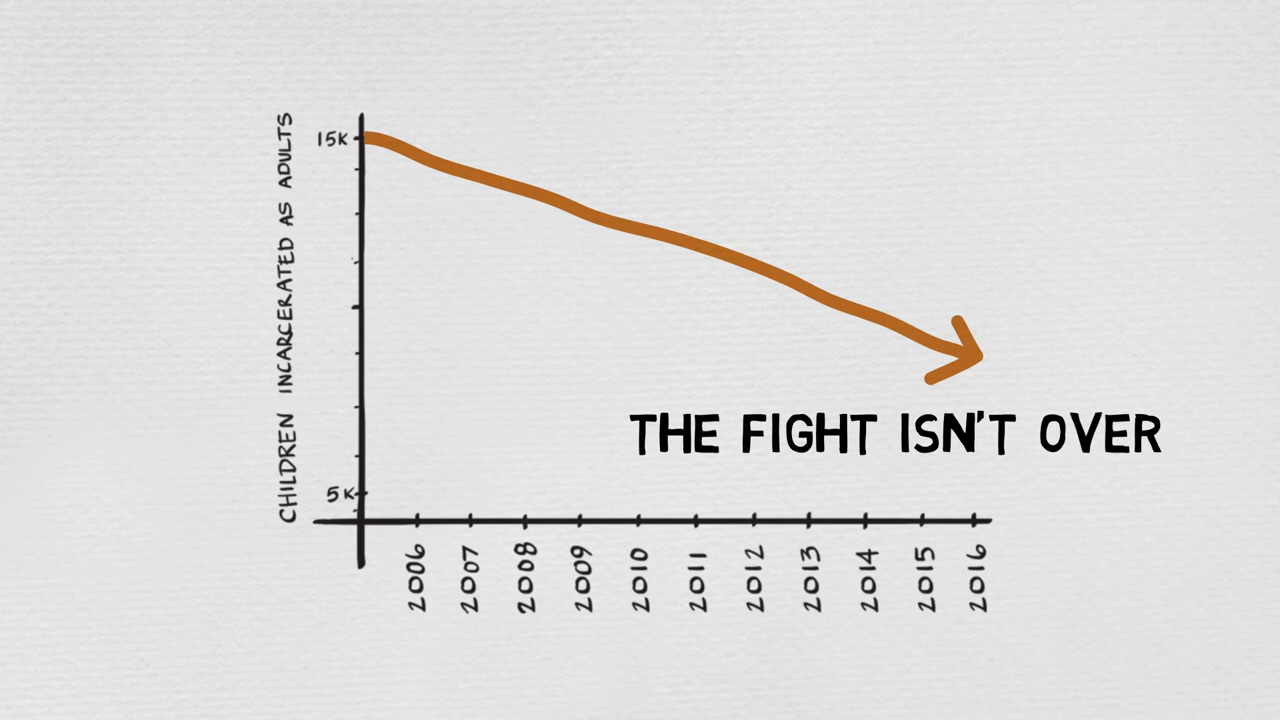 CHILDREN INCARCERATED AS ADULTS
15K
5K
THE FIGHT ISN'T OVER
2006
2007
2008
2009
2010
2011
2012
2013
2014
2015
2016